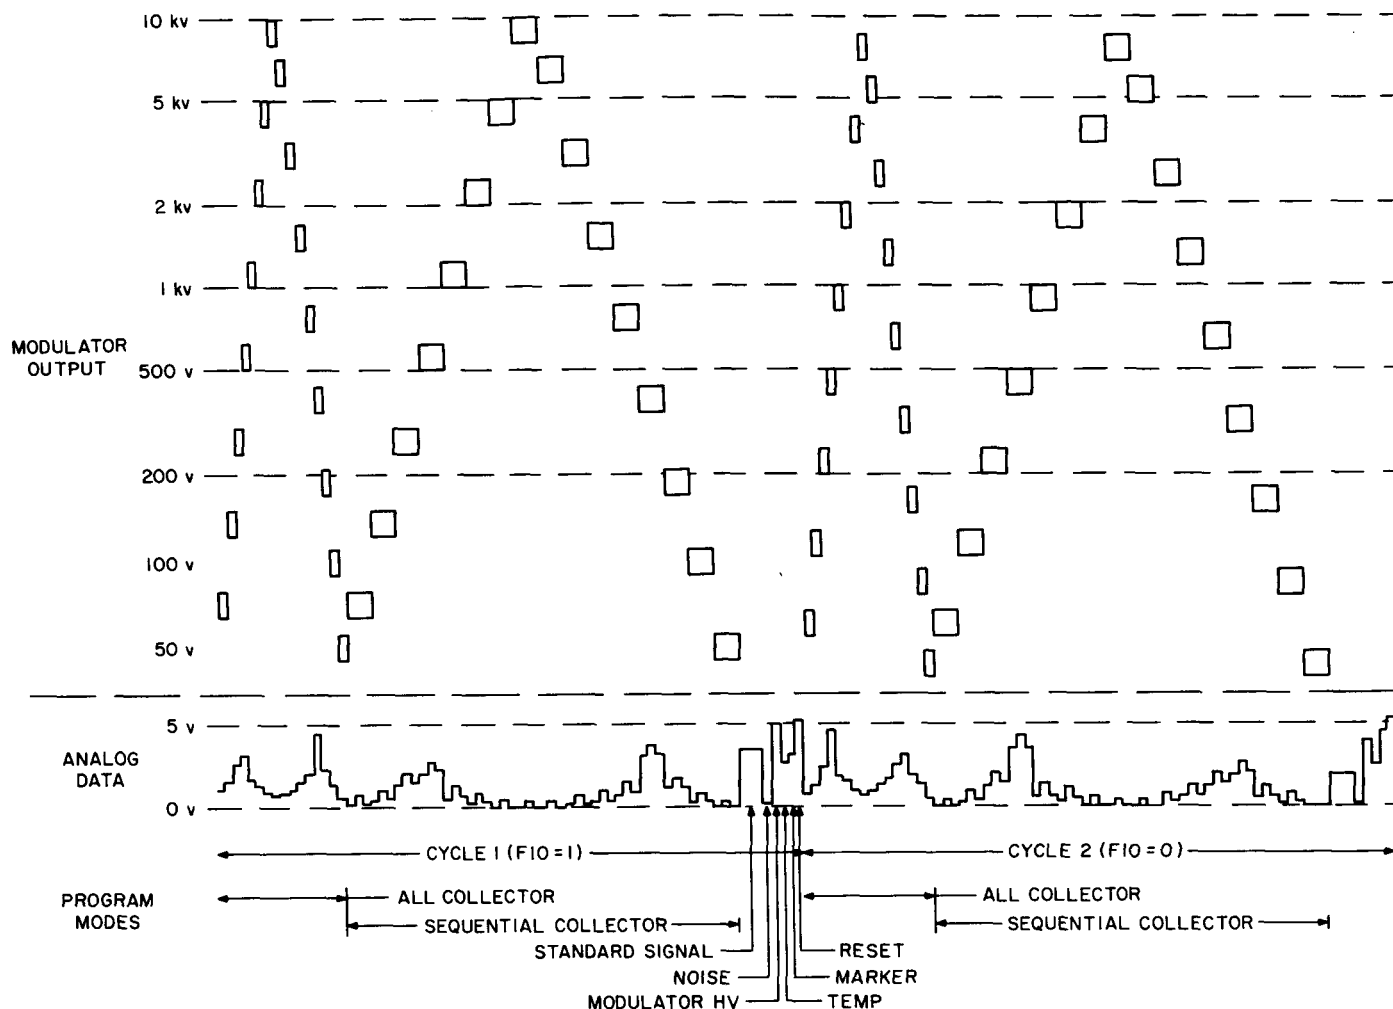 10 kv
5 kv
2 kv
1 kv
MODULATOR
OUTPUT
500 v
200 v
100 v
50 v
5 v
ANALOG
DATA
0 v
CYCLE 1 (F10=1)
CYCLE 2 (F10=0)
PROGRAM
MODES
ALL COLLECTOR
ALL COLLECTOR
SEQUENTIAL COLLECTOR
SEQUENTIAL COLLECTOR
STANDARD SIGNAL
RESET
NOISE
MARKER
MODULATOR HV
TEMP